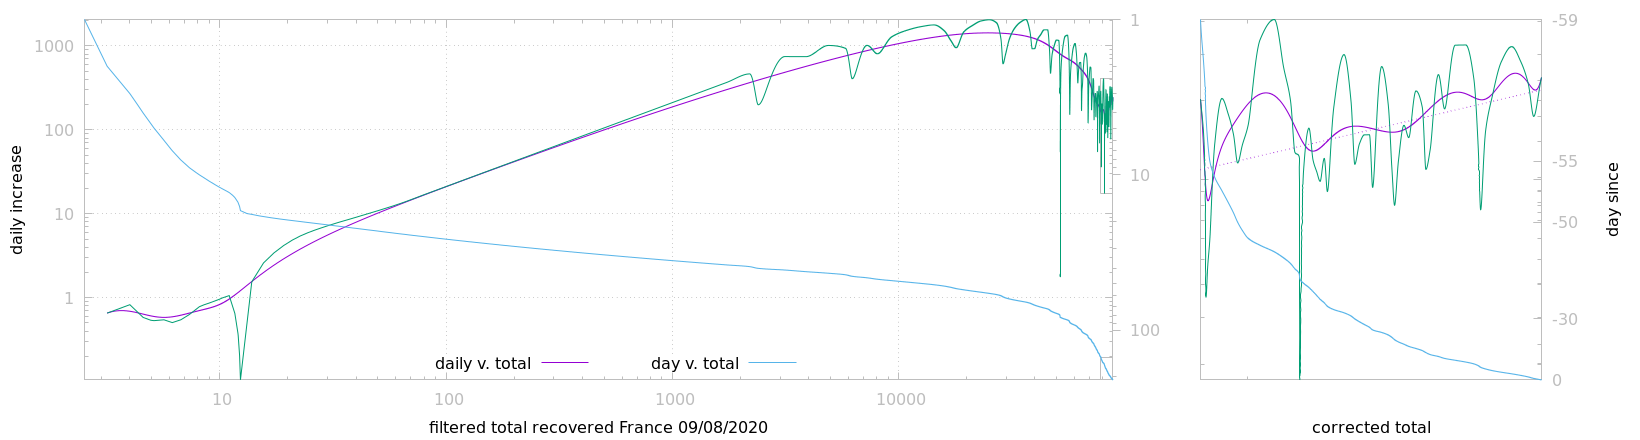 1000
100
10
1
daily increase
daily v. total
day v. total
10
100
1000
10000
filtered total recovered France 09/08/2020
1
10
100
-59
-55
-50
-30
0
day since
corrected total